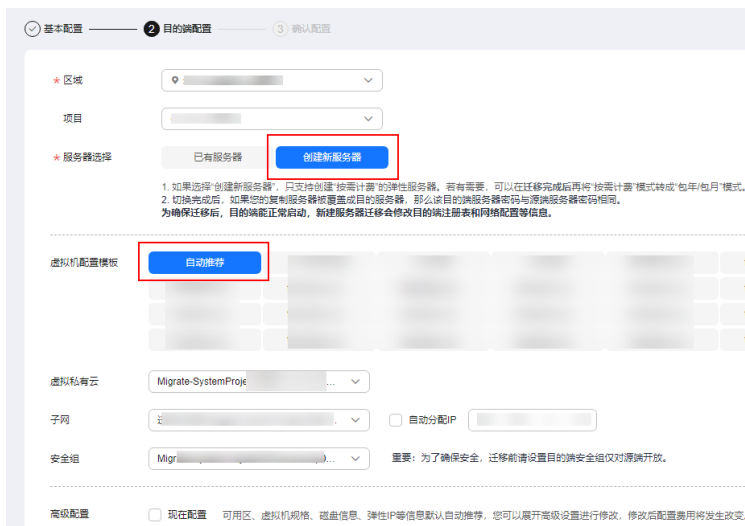 基本配置 2 目的端配置 3 确认配置
* 区域
项目
* 服务器选择 已有服务器 创建新服务器
1. 如果选择“创建新服务器”，只支持创建“按需计费”的弹性服务器。若有需要，可以在迁移完成后再将“按需计费”模式转成“包年/包月”模式。
2. 切换完成后，如果您的复制服务器被覆盖成目的服务器，那么该目的端服务器密码与源端服务器密码相同。
为确保迁移后，目的端能正常启动，新建服务器迁移会修改目的端注册表和网络配置等信息。
虚拟机配置模板 自动推荐
虚拟私有云 Migrate-SystemProje ...
子网 自动分配IP
安全组 Migr ... 重要：为了确保安全，迁移前请设置目的端安全组仅对源端开放。
高级配置 现在配置 可用区、虚拟机规格、磁盘信息、弹性IP等信息默认自动推荐，您可以展开高级设置进行修改，修改后配置费用将发生改变